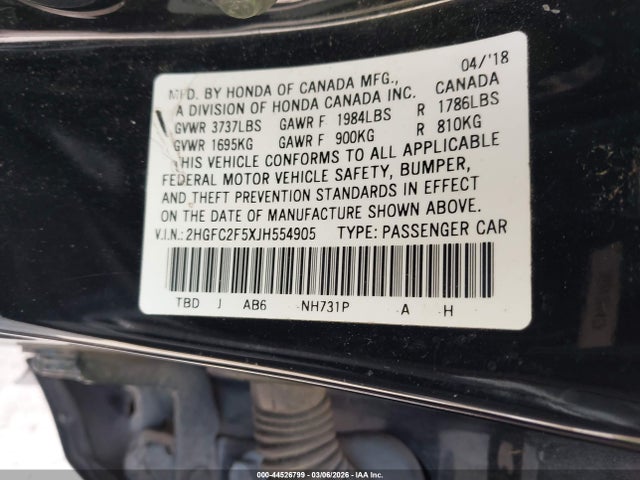 04/'18
MFD. BY HONDA OF CANADA MFG., CANADA
A DIVISION OF HONDA CANADA INC.
GVWR 3737LBS GAWR F 1984LBS R 1786LBS
GVWR 1695KG GAWR F 900KG R 810KG
THIS VEHICLE CONFORMS TO ALL APPLICABLE
FEDERAL MOTOR VEHICLE SAFETY, BUMPER,
AND THEFT PREVENTION STANDARDS IN EFFECT
ON THE DATE OF MANUFACTURE SHOWN ABOVE.
V.I.N.: 2HGFC2F5XJH554905 TYPE: PASSENGER CAR
TBD J AB6 NH731P A H
000-44526799 — 03/06/2026 — IAA Inc.